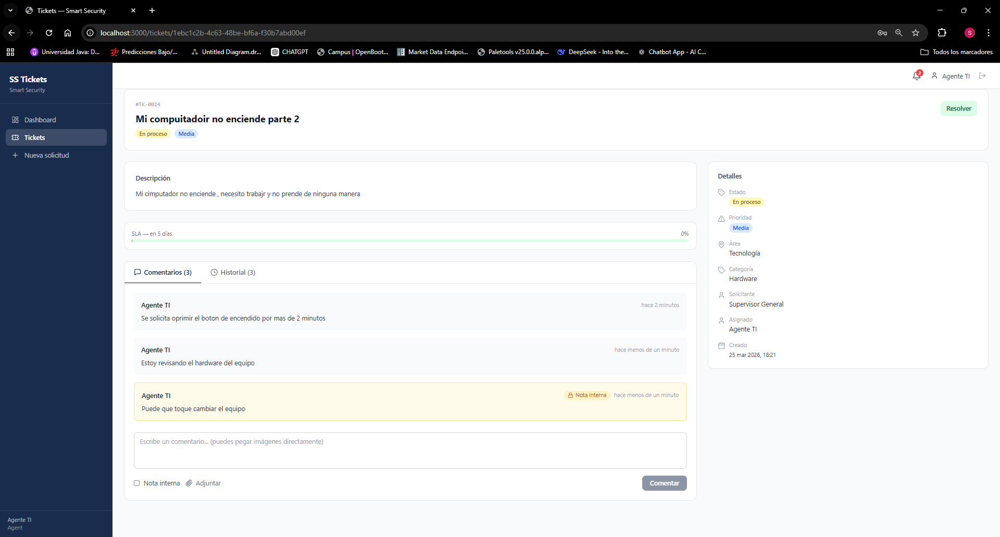 Tickets — Smart Security
localhost:3000/tickets/1ebc1c2b-4c63-48be-bf6a-f30b7abd00ef
S
Universidad Java: D...
Predicciones Bajo/...
Untitled Diagram.dr...
CHATGPT
Campus | OpenBoot...
Market Data Endpoi...
Paletools v25.0.0.alp...
DeepSeek - Into the...
Chatbot App - AI C...
Todos los marcadores
SS Tickets
Smart Security
Dashboard
Tickets
Nueva solicitud
2
Agente TI
#TK-0024
Mi compuitadoir no enciende parte 2
En proceso
Media
Resolver
Descripción
Mi cimputador no enciende , necesito trabajr y no prende de ninguna manera
SLA — en 5 días
0%
Comentarios (3)
Historial (3)
Agente TI
hace 2 minutos
Se solicita oprimir el boton de encendido por mas de 2 minutos
Agente TI
hace menos de un minuto
Estoy revisando el hardware del equipo
Agente TI
Nota interna
hace menos de un minuto
Puede que toque cambiar el equipo
Escribe un comentario... (puedes pegar imágenes directamente)
Nota interna
Adjuntar
Comentar
Detalles
Estado
En proceso
Prioridad
Media
Área
Tecnología
Categoría
Hardware
Solicitante
Supervisor General
Asignado
Agente TI
Creado
25 mar 2026, 18:21
Agente TI
Agent